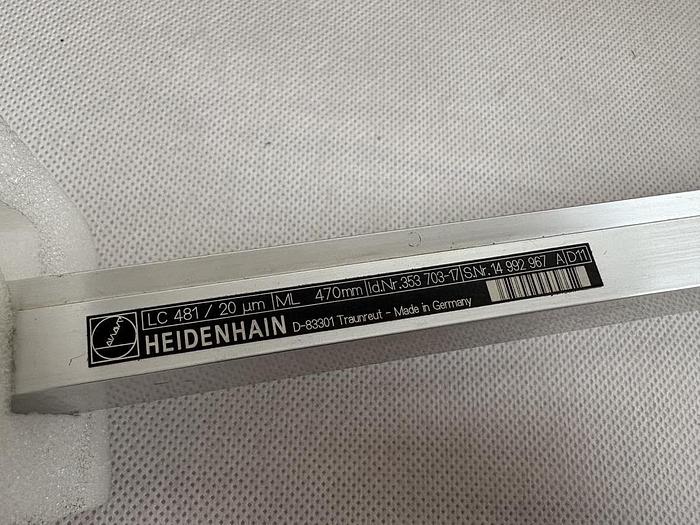 LC 481 / 20 µm ML 470mm Id.Nr.353 703-17 S.Nr. 14 992 967 A D11
HEIDENHAIN D-83301 Traunreut - Made in Germany